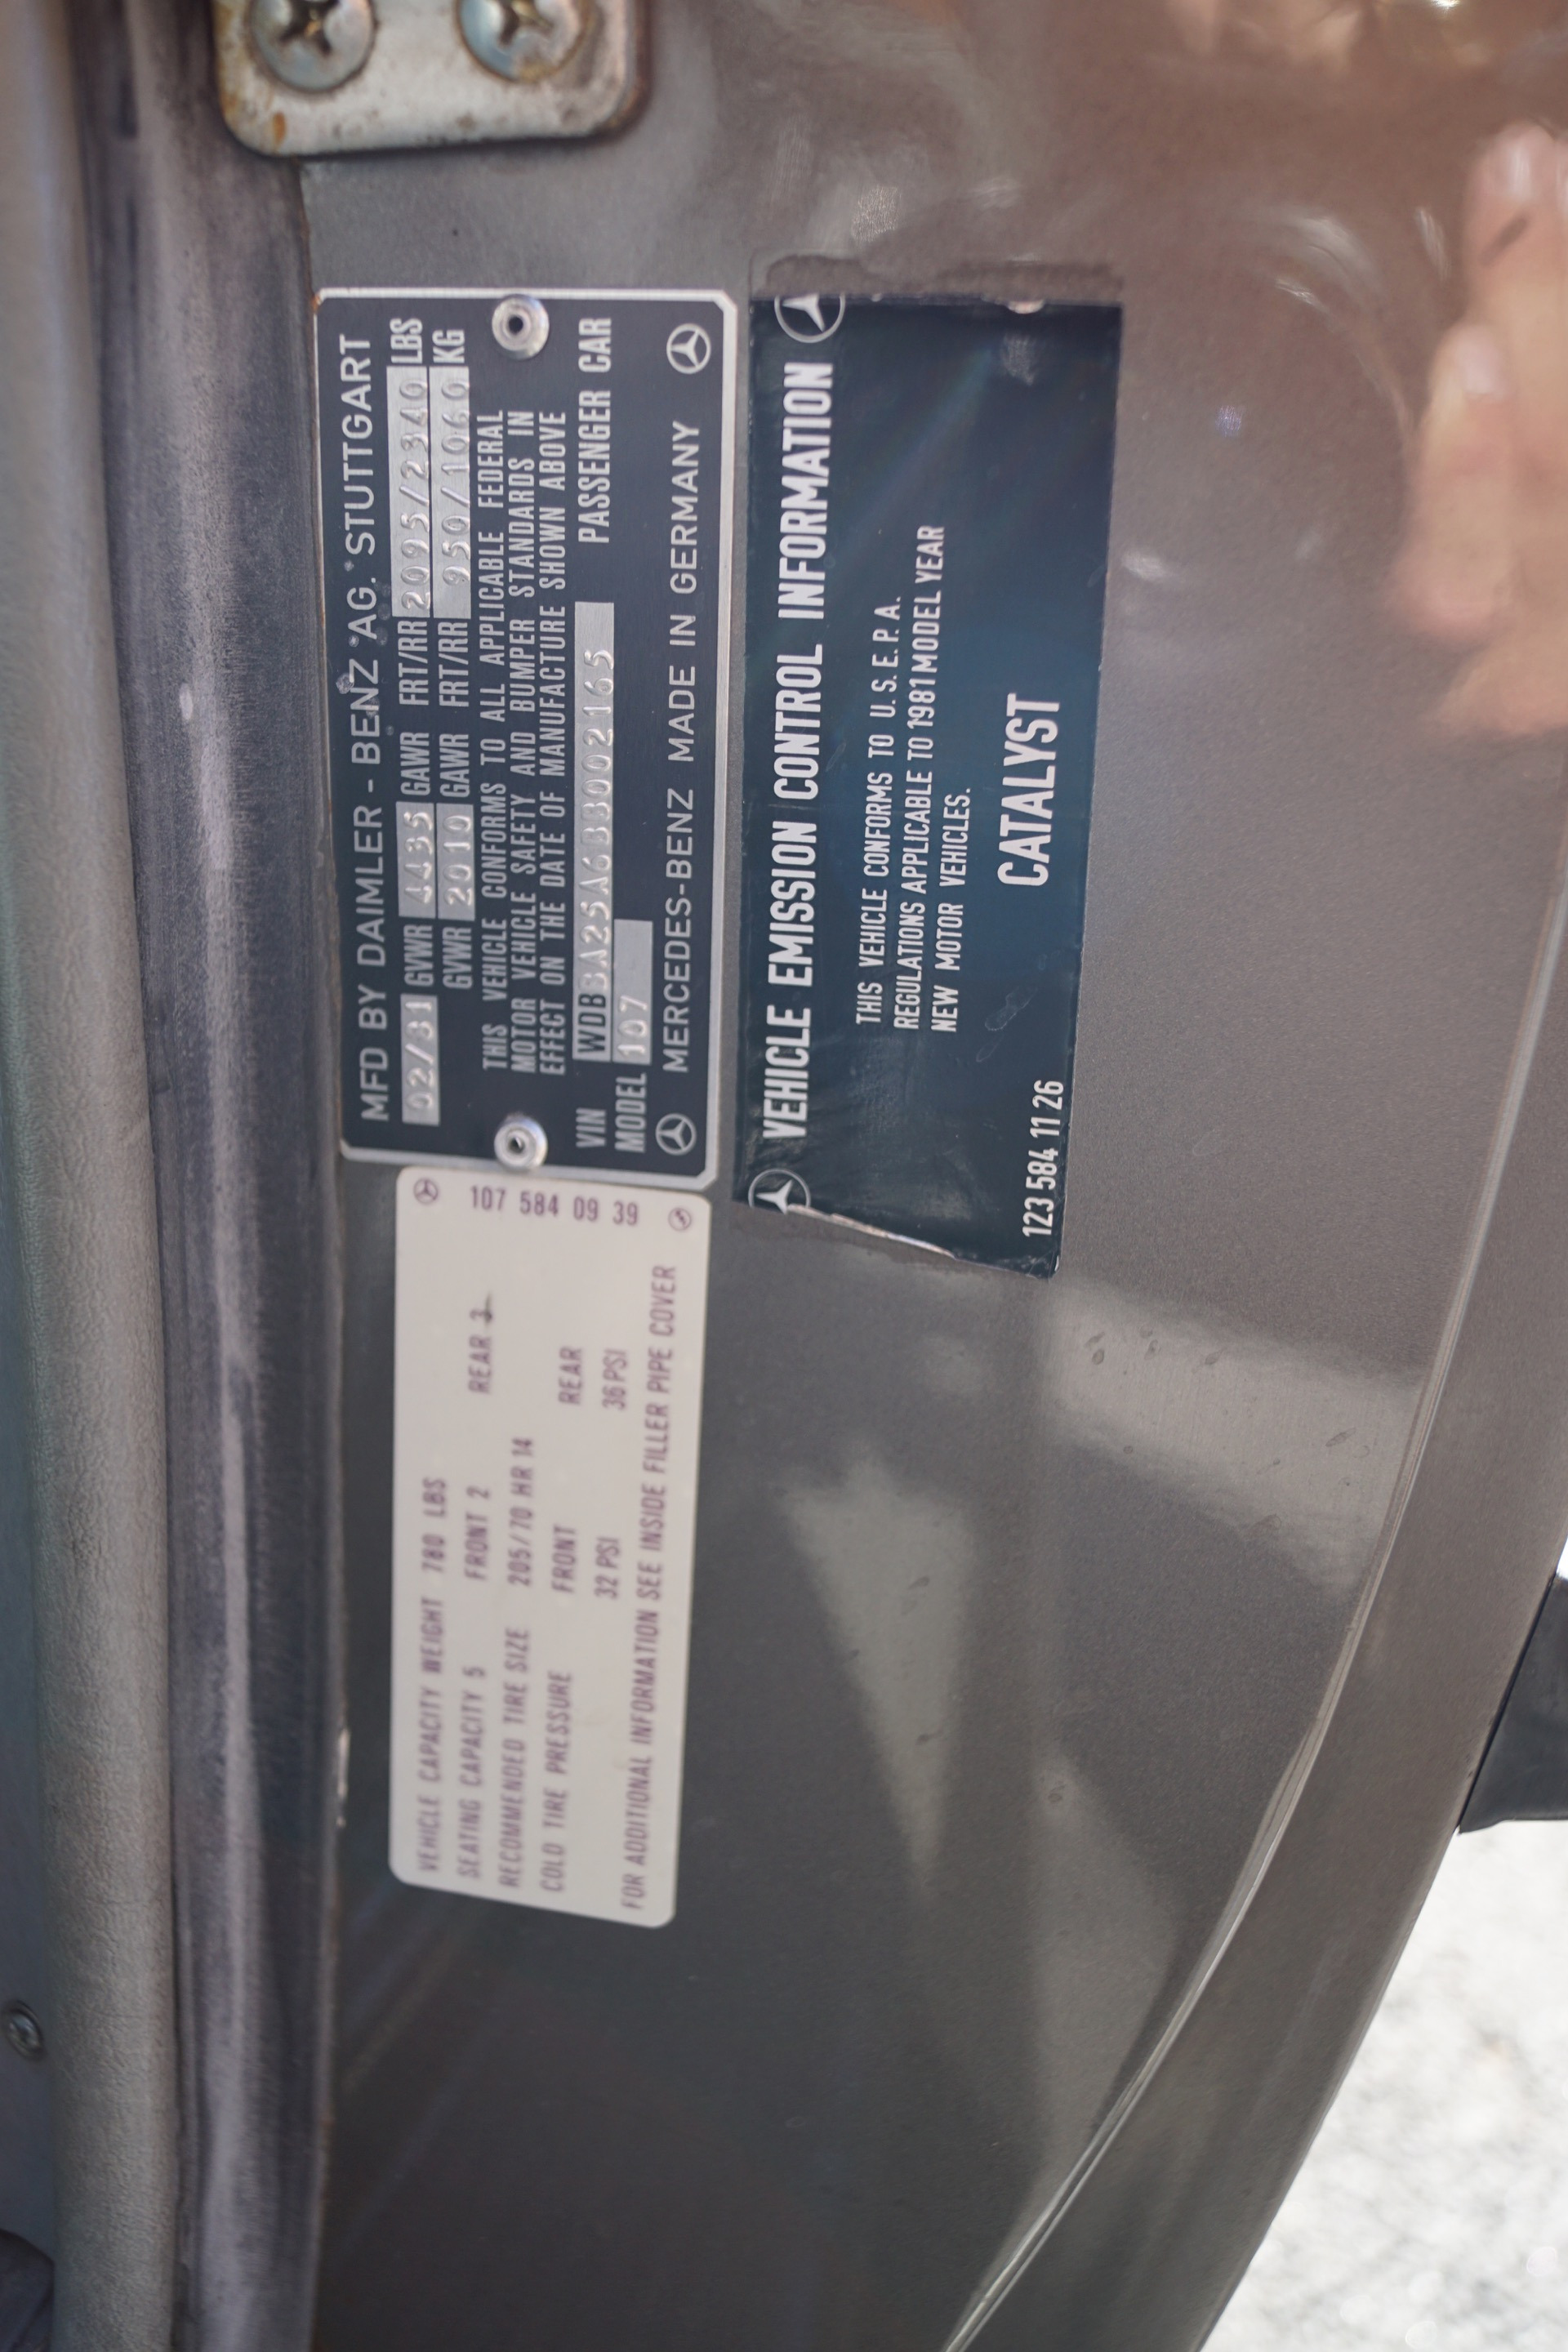 MFD BY DAIMLER - BENZ AG. STUTTGART
02/81 GVWR 4435 GAWR FRT/RR 2095/2340 LBS
GVWR 2010 GAWR FRT/RR 950/1060 KG
THIS VEHICLE CONFORMS TO ALL APPLICABLE FEDERAL
MOTOR VEHICLE SAFETY AND BUMPER STANDARDS IN
EFFECT ON THE DATE OF MANUFACTURE SHOWN ABOVE
VIN WDBBA25A6BB002165 PASSENGER CAR
MODEL 107
MERCEDES-BENZ MADE IN GERMANY
107 584 09 39
VEHICLE CAPACITY WEIGHT 780 LBS
SEATING CAPACITY 5 FRONT 2 REAR 3
RECOMMENDED TIRE SIZE 205/70 HR 14
COLD TIRE PRESSURE FRONT REAR
32 PSI 36 PSI
FOR ADDITIONAL INFORMATION SEE INSIDE FILLER PIPE COVER
VEHICLE EMISSION CONTROL INFORMATION
THIS VEHICLE CONFORMS TO U.S.E.P.A.
REGULATIONS APPLICABLE TO 1981 MODEL YEAR
NEW MOTOR VEHICLES.
CATALYST
123 584 11 26